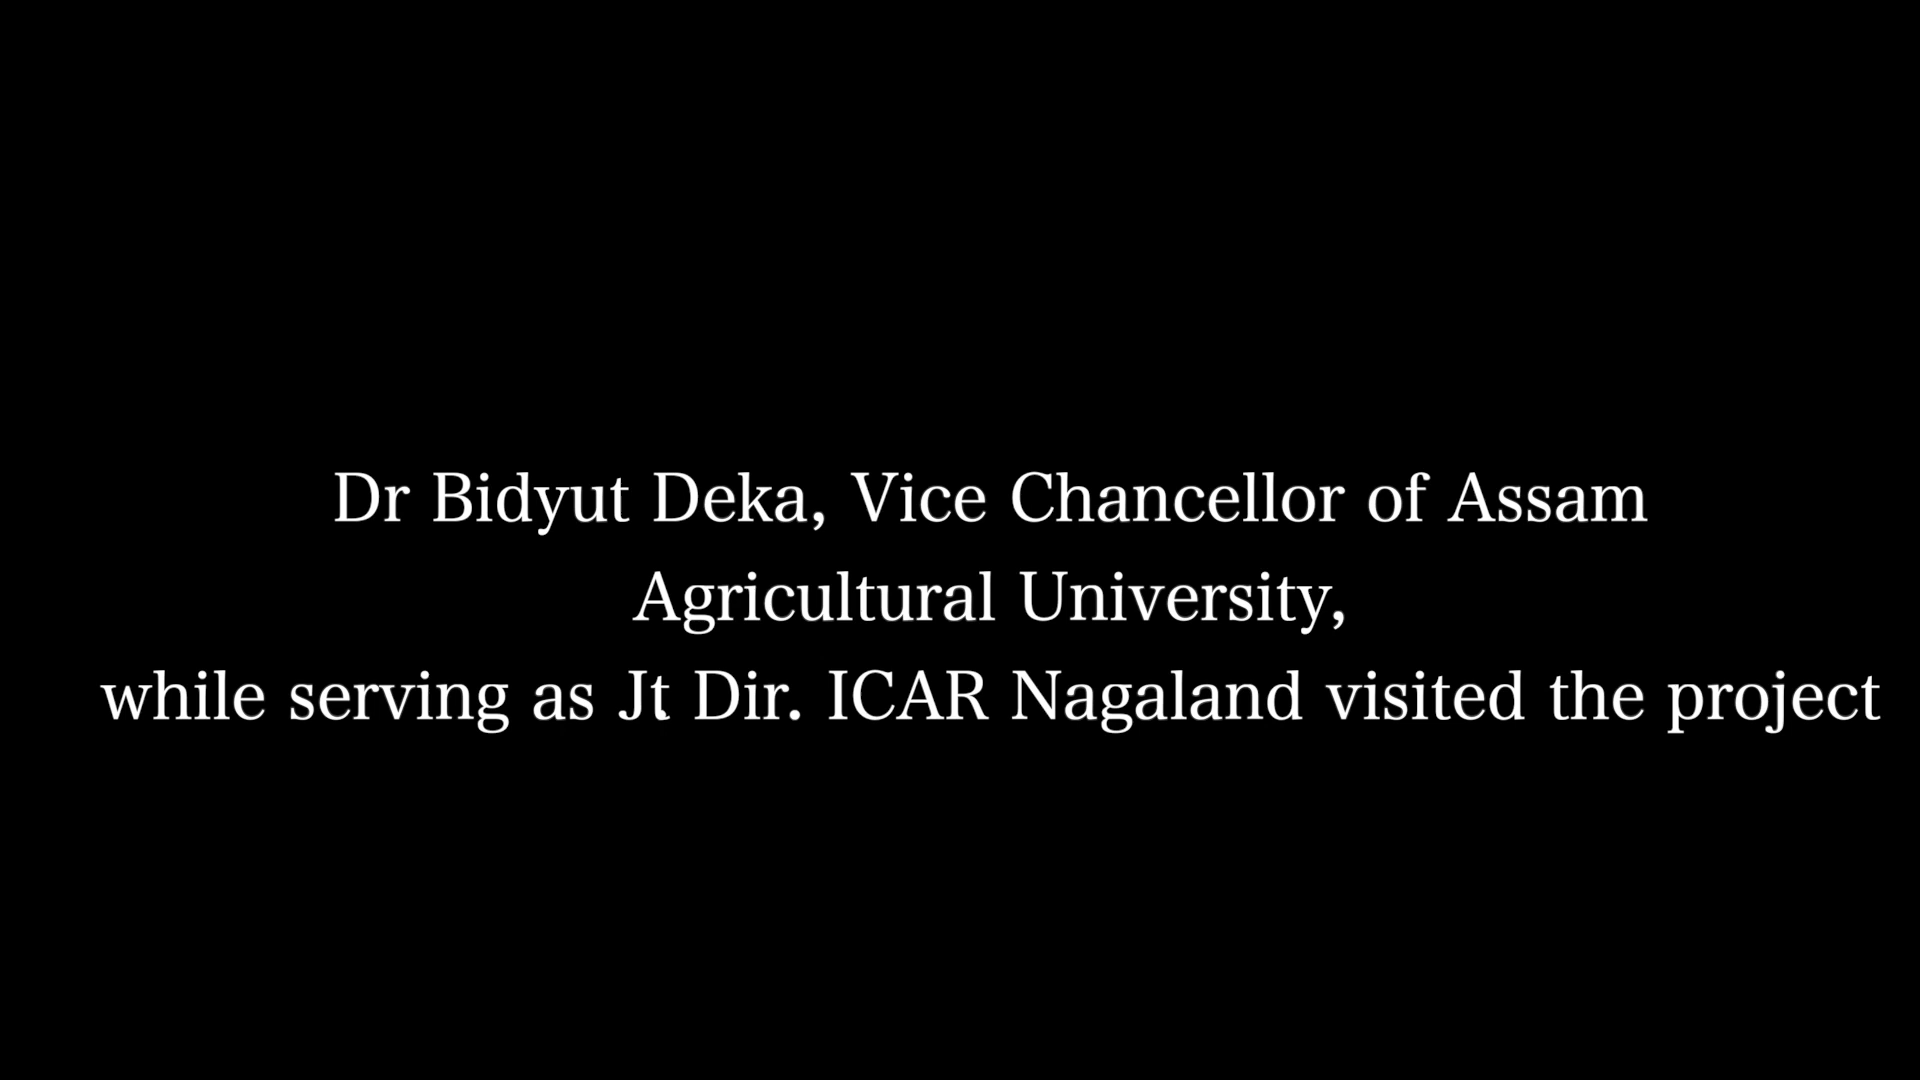 Dr Bidyut Deka, Vice Chancellor of Assam
Agricultural University,
while serving as Jt Dir. ICAR Nagaland visited the project